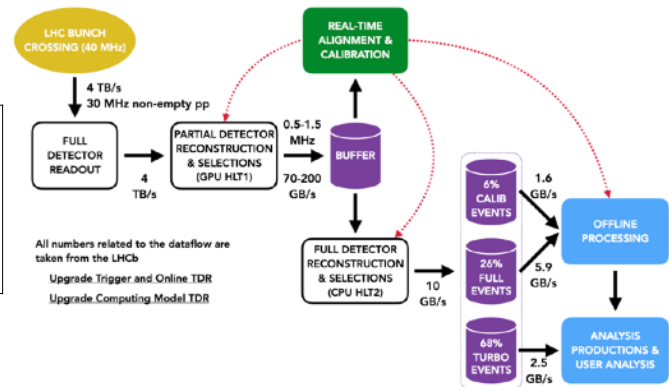 LHC BUNCH
CROSSING (40 MHz)
4 TB/s
30 MHz non-empty pp
FULL
DETECTOR
READOUT
4
TB/s
PARTIAL DETECTOR
RECONSTRUCTION
& SELECTIONS
(GPU HLT1)
0.5-1.5
MHz
70-200
GB/s
REAL-TIME
ALIGNMENT &
CALIBRATION
BUFFER
FULL DETECTOR
RECONSTRUCTION
& SELECTIONS
(CPU HLT2)
10
GB/s
6%
CALIB
EVENTS
26%
FULL
EVENTS
68%
TURBO
EVENTS
1.6
GB/s
5.9
GB/s
2.5
GB/s
OFFLINE
PROCESSING
ANALYSIS
PRODUCTIONS &
USER ANALYSIS
All numbers related to the dataflow are
taken from the LHCb
Upgrade Trigger and Online TDR
Upgrade Computing Model TDR